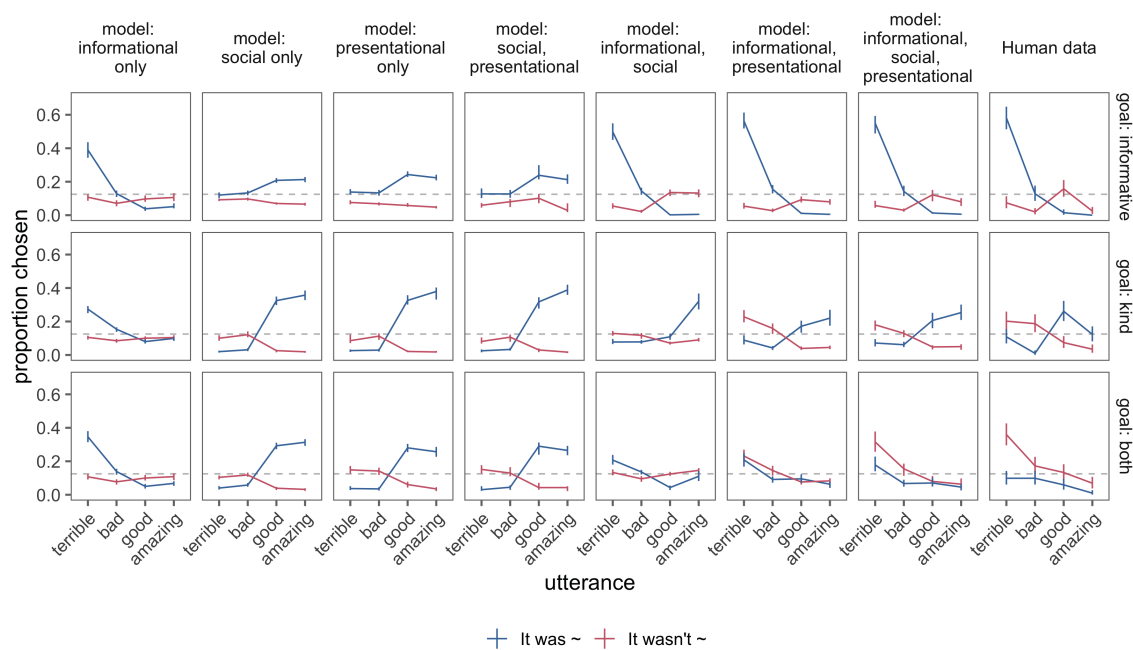 model:
informational
only
model:
social only
model:
presentational
only
model:
social,
presentational
model:
informational,
social
model:
informational,
presentational
model:
informational,
social,
presentational
Human data
proportion chosen
0.6
0.4
0.2
0.0
goal: informative
0.6
0.4
0.2
0.0
goal: kind
0.6
0.4
0.2
0.0
goal: both
terrible
bad
good
amazing
terrible
bad
good
amazing
terrible
bad
good
amazing
terrible
bad
good
amazing
terrible
bad
good
amazing
terrible
bad
good
amazing
terrible
bad
good
amazing
terrible
bad
good
amazing
utterance
It was ~
It wasn't ~